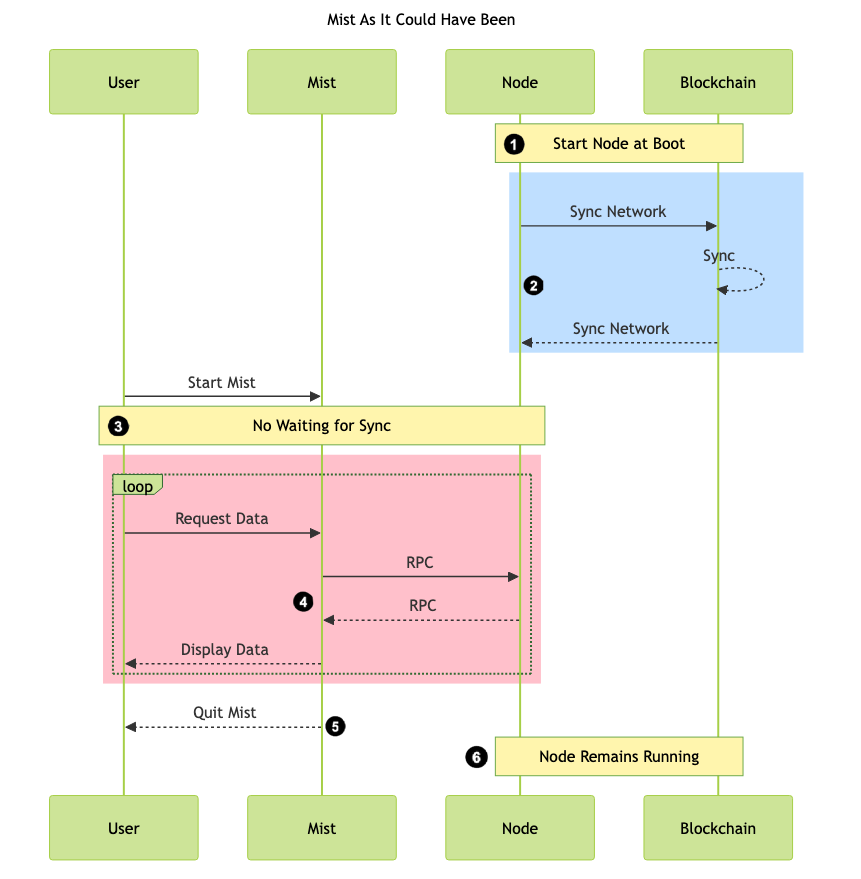 Mist As It Could Have Been
User Mist Node Blockchain
1 Start Node at Boot
Sync Network
Sync
2
Sync Network
Start Mist
3 No Waiting for Sync
loop
Request Data
RPC
4 RPC
Display Data
Quit Mist 5
6 Node Remains Running
User Mist Node Blockchain